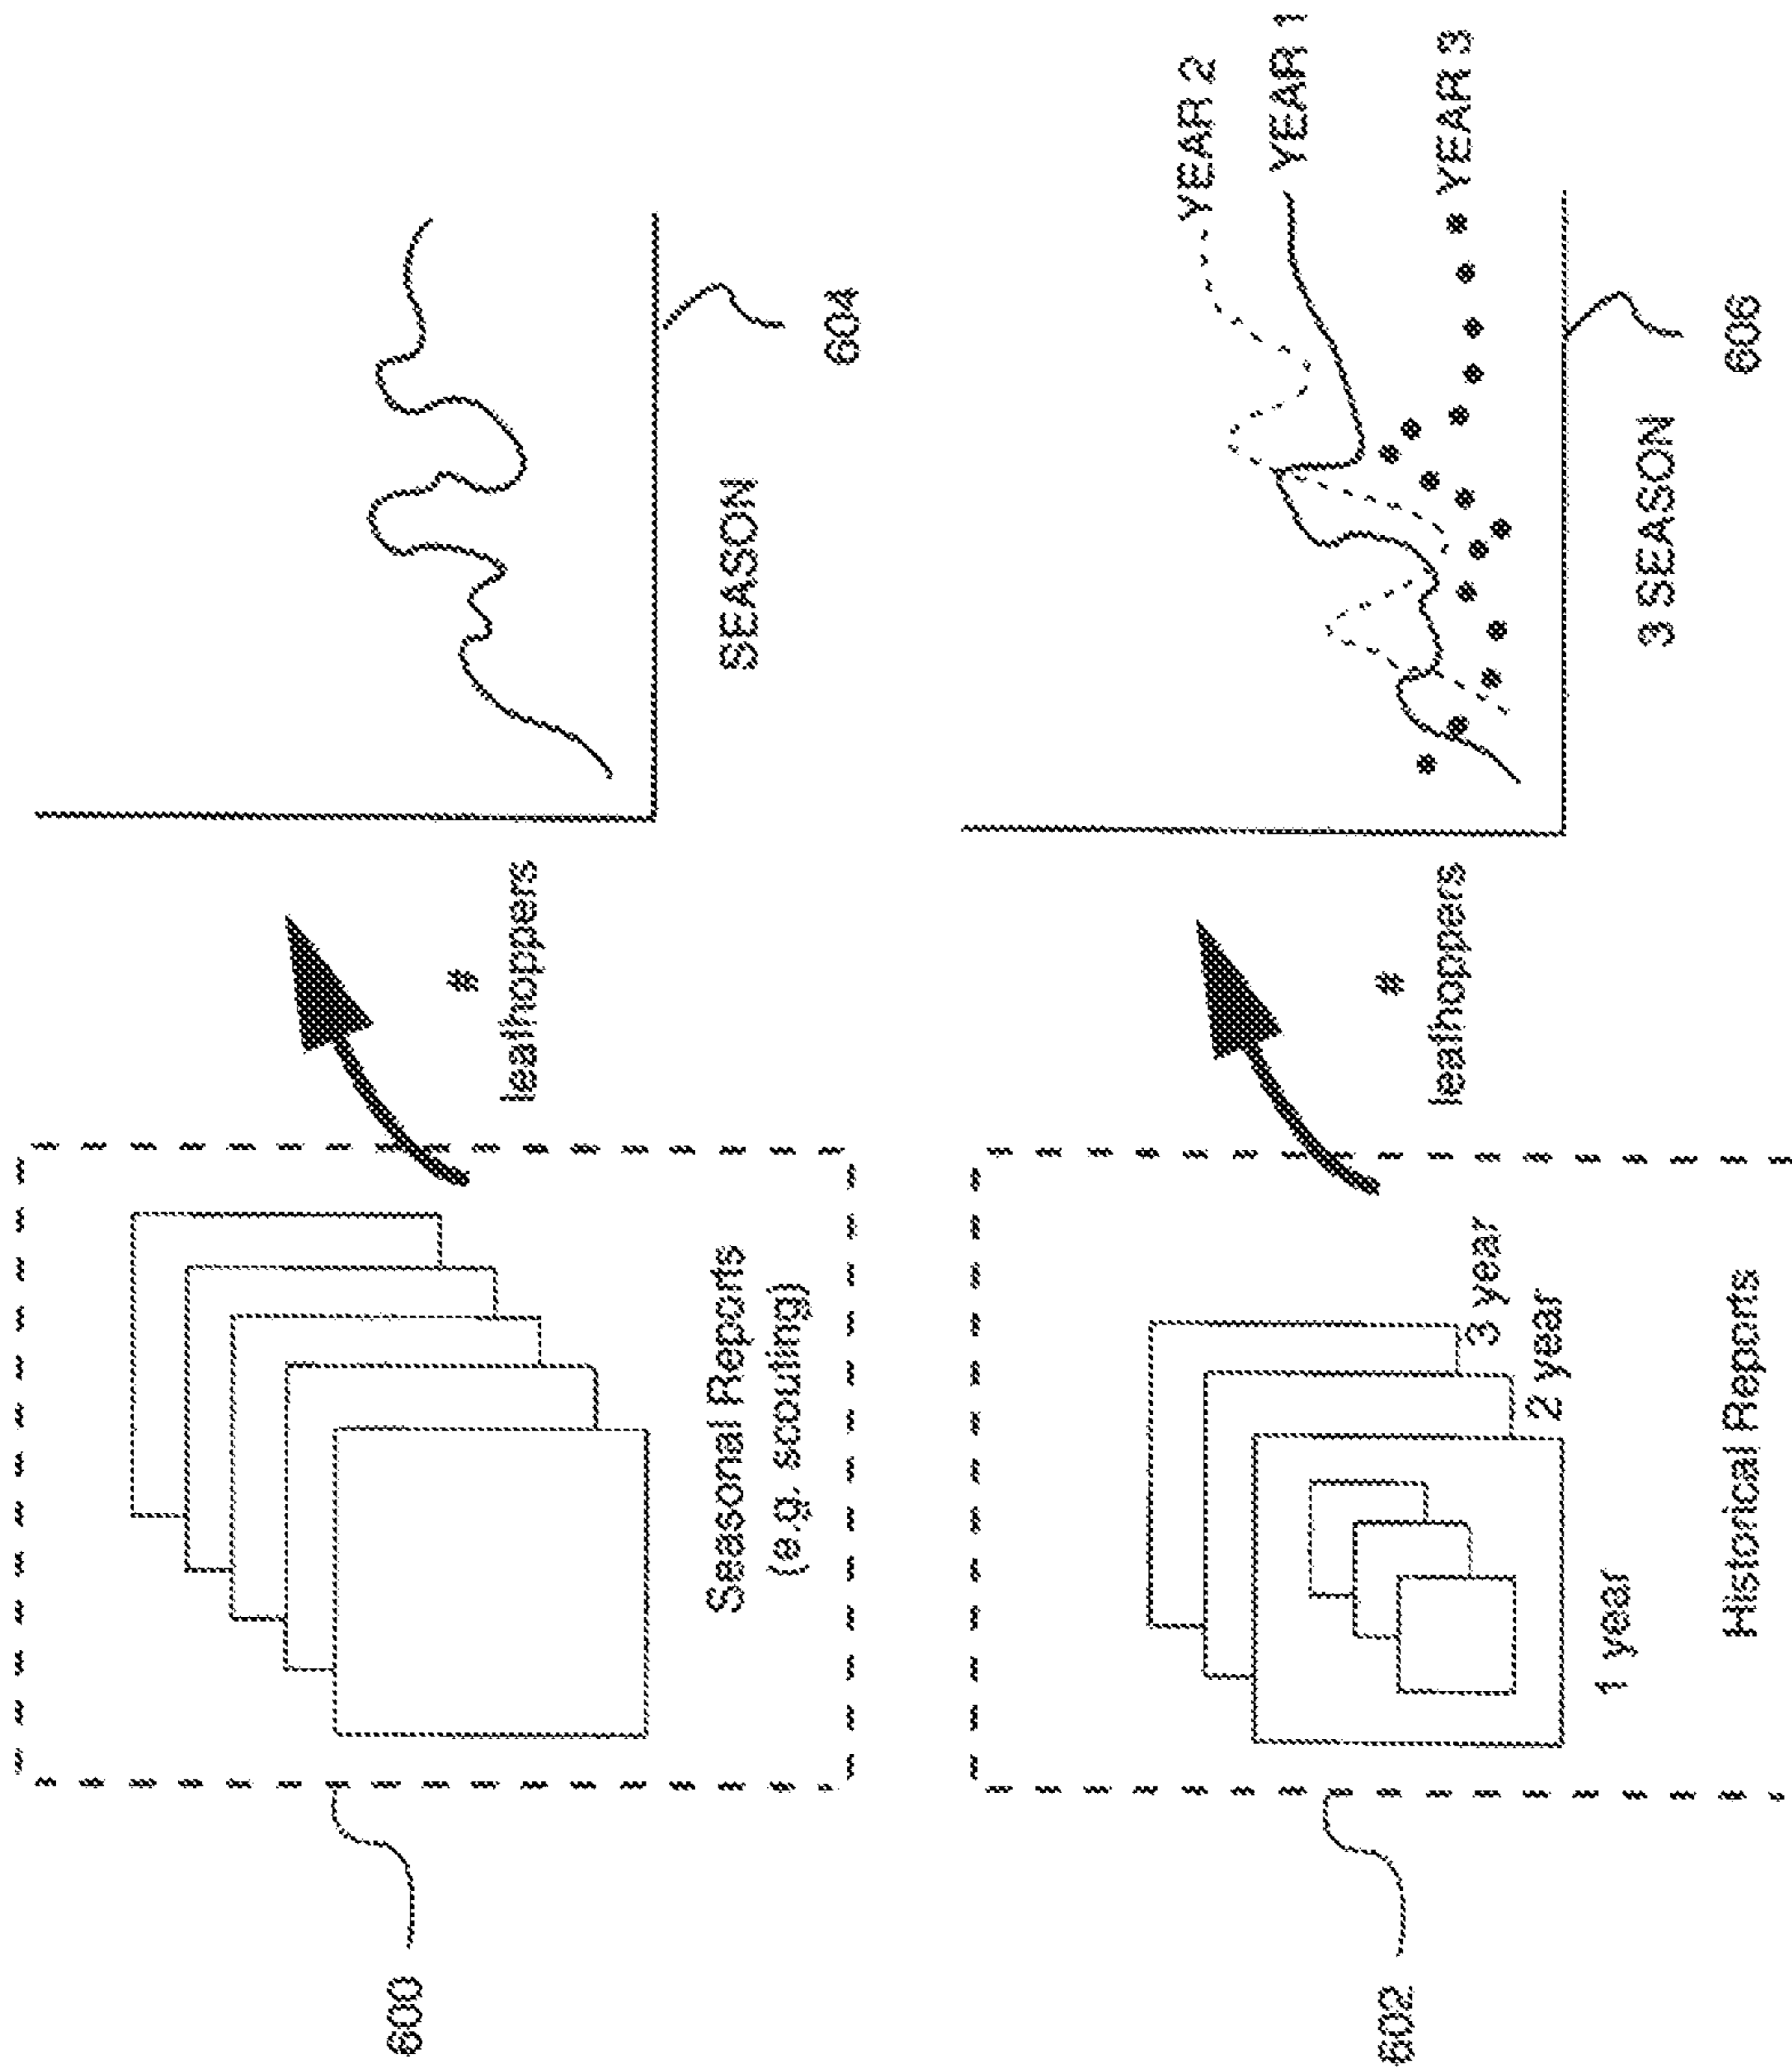 600
Seasonal Reports
(e.g. scouting)
#
leafhoppers
SEASON
604
602
1 year
2 year
3 year
Historical Reports
#
leafhoppers
YEAR 2
YEAR 1
YEAR 3
3 SEASON
606